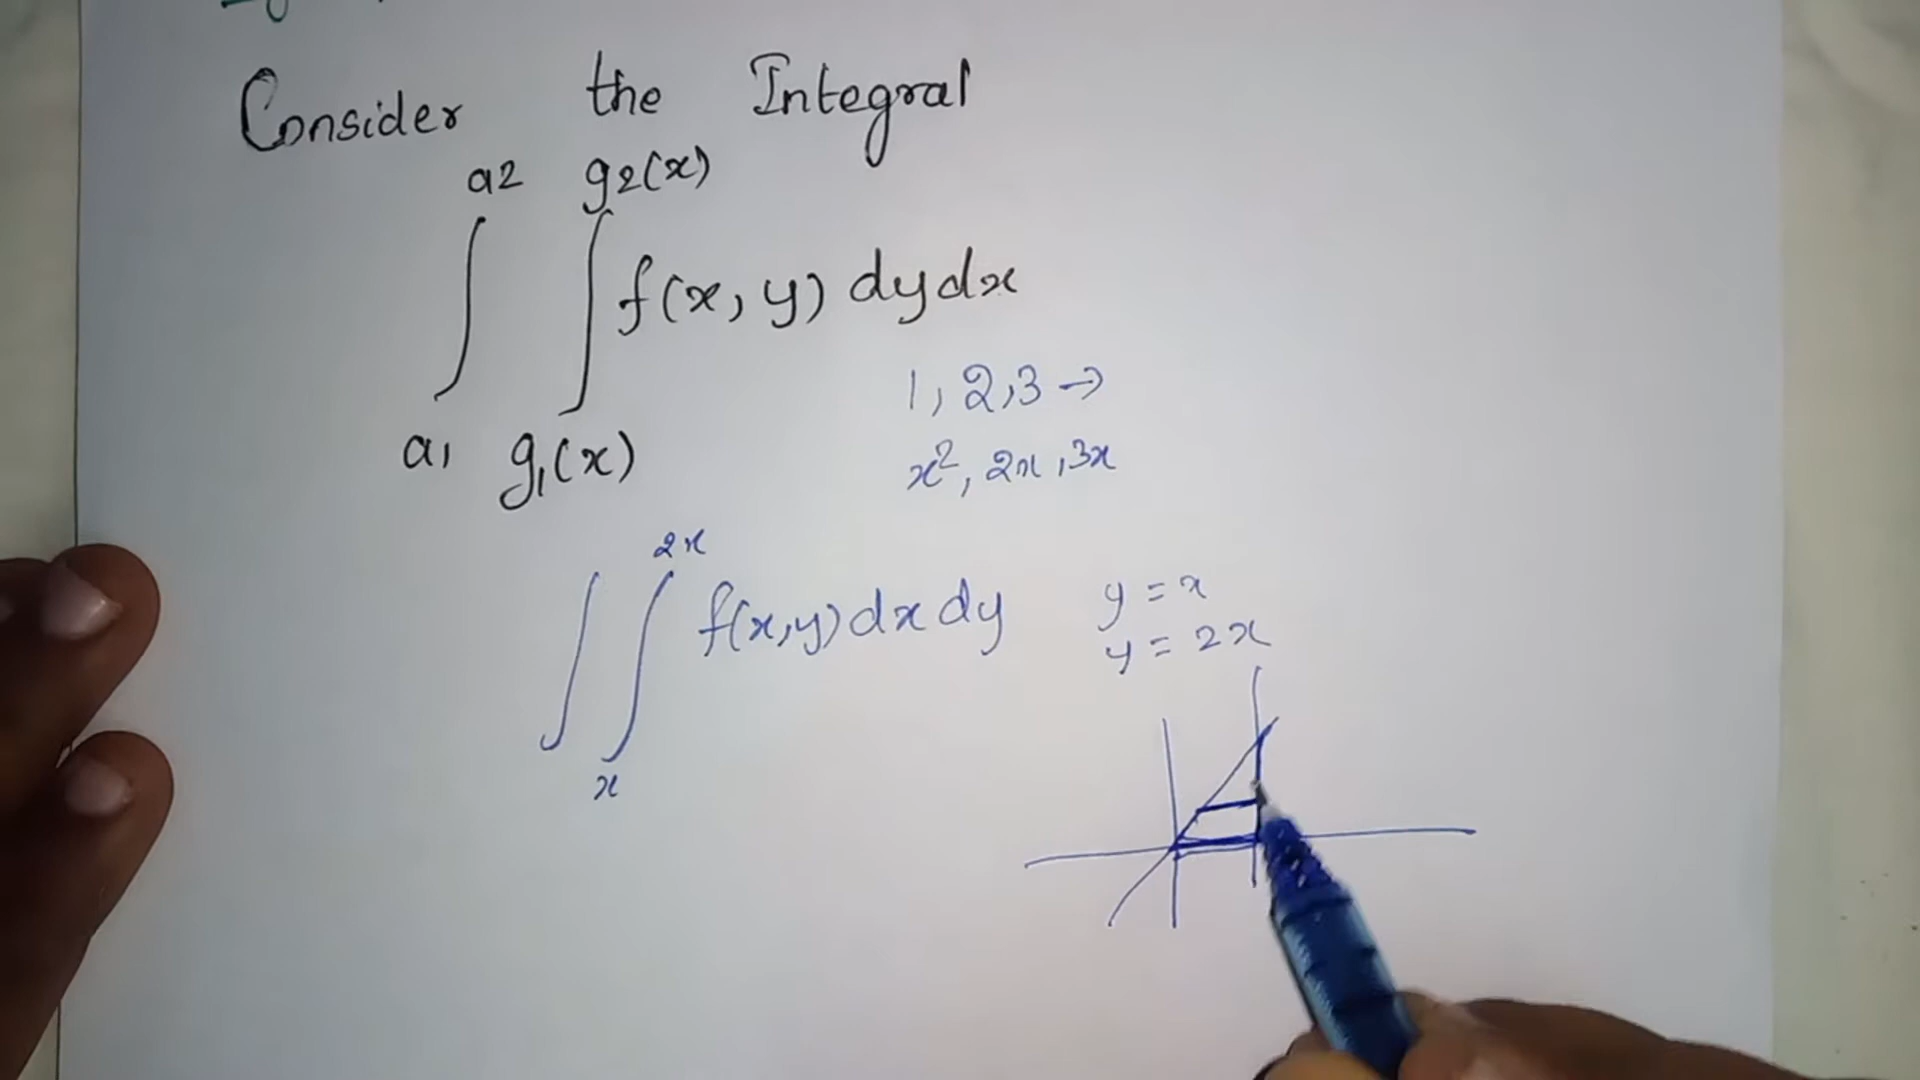 Consider the Integral
a2 g2(x)
∫ ∫ f(x, y) dy dx
a1 g1(x)
1, 2, 3 →
x², 2x, 3x
2x
∫ ∫ f(x,y) dx dy
x
y = x
y = 2x